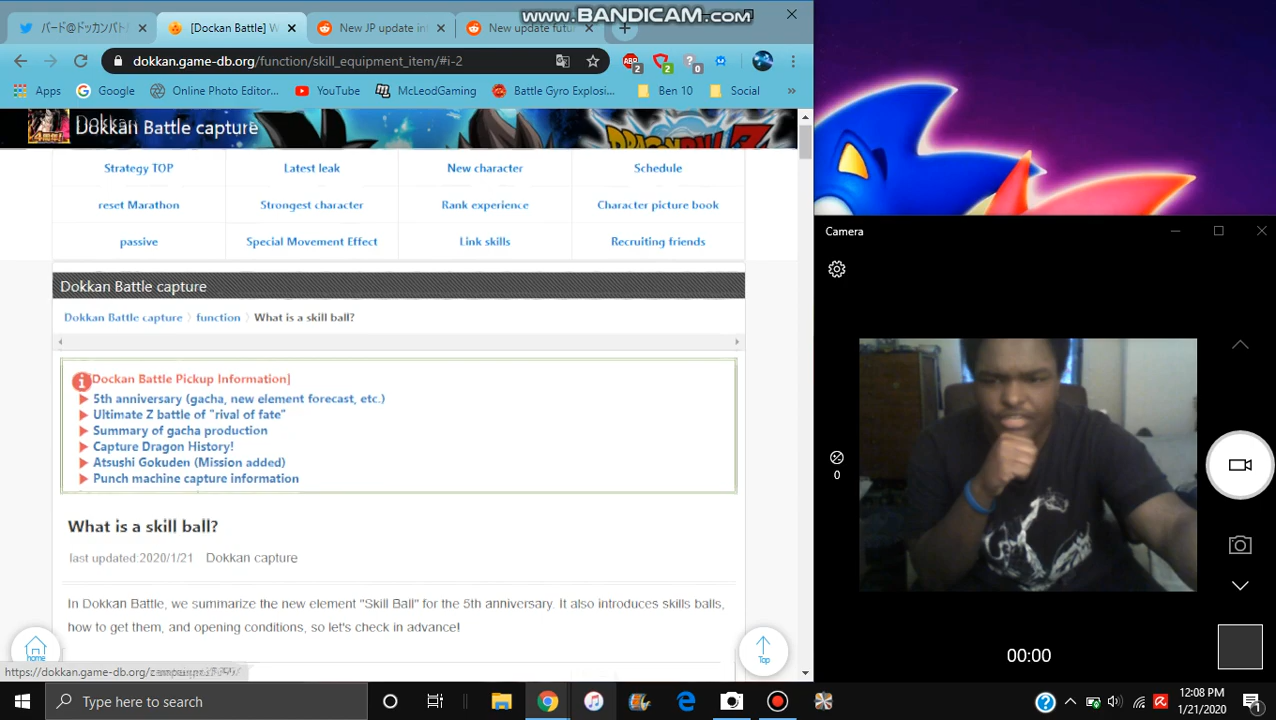 www.BANDICAM.com
バード@ドッカンバトル
[Dokkan Battle] W
New JP update in
New update futu
dokkan.game-db.org/function/skill_equipment_item/#i-2
ABP
2
2
0
Apps
Google
Online Photo Editor...
YouTube
McLeodGaming
Battle Gyro Explosi...
Ben 10
Social
»
Dokkan Battle capture
Strategy TOP
Latest leak
New character
Schedule
reset Marathon
Strongest character
Rank experience
Character picture book
passive
Special Movement Effect
Link skills
Recruiting friends
Dokkan Battle capture
Dokkan Battle capture 〉 function 〉 What is a skill ball?
[Dockan Battle Pickup Information]
5th anniversary (gacha, new element forecast, etc.)
Ultimate Z battle of "rival of fate"
Summary of gacha production
Capture Dragon History!
Atsushi Gokuden (Mission added)
Punch machine capture information
What is a skill ball?
last updated:2020/1/21 Dokkan capture
In Dokkan Battle, we summarize the new element "Skill Ball" for the 5th anniversary. It also introduces skills balls,
how to get them, and opening conditions, so let's check in advance!
home
Top
Camera
0
00:00
Type here to search
12:08 PM
1/21/2020
1